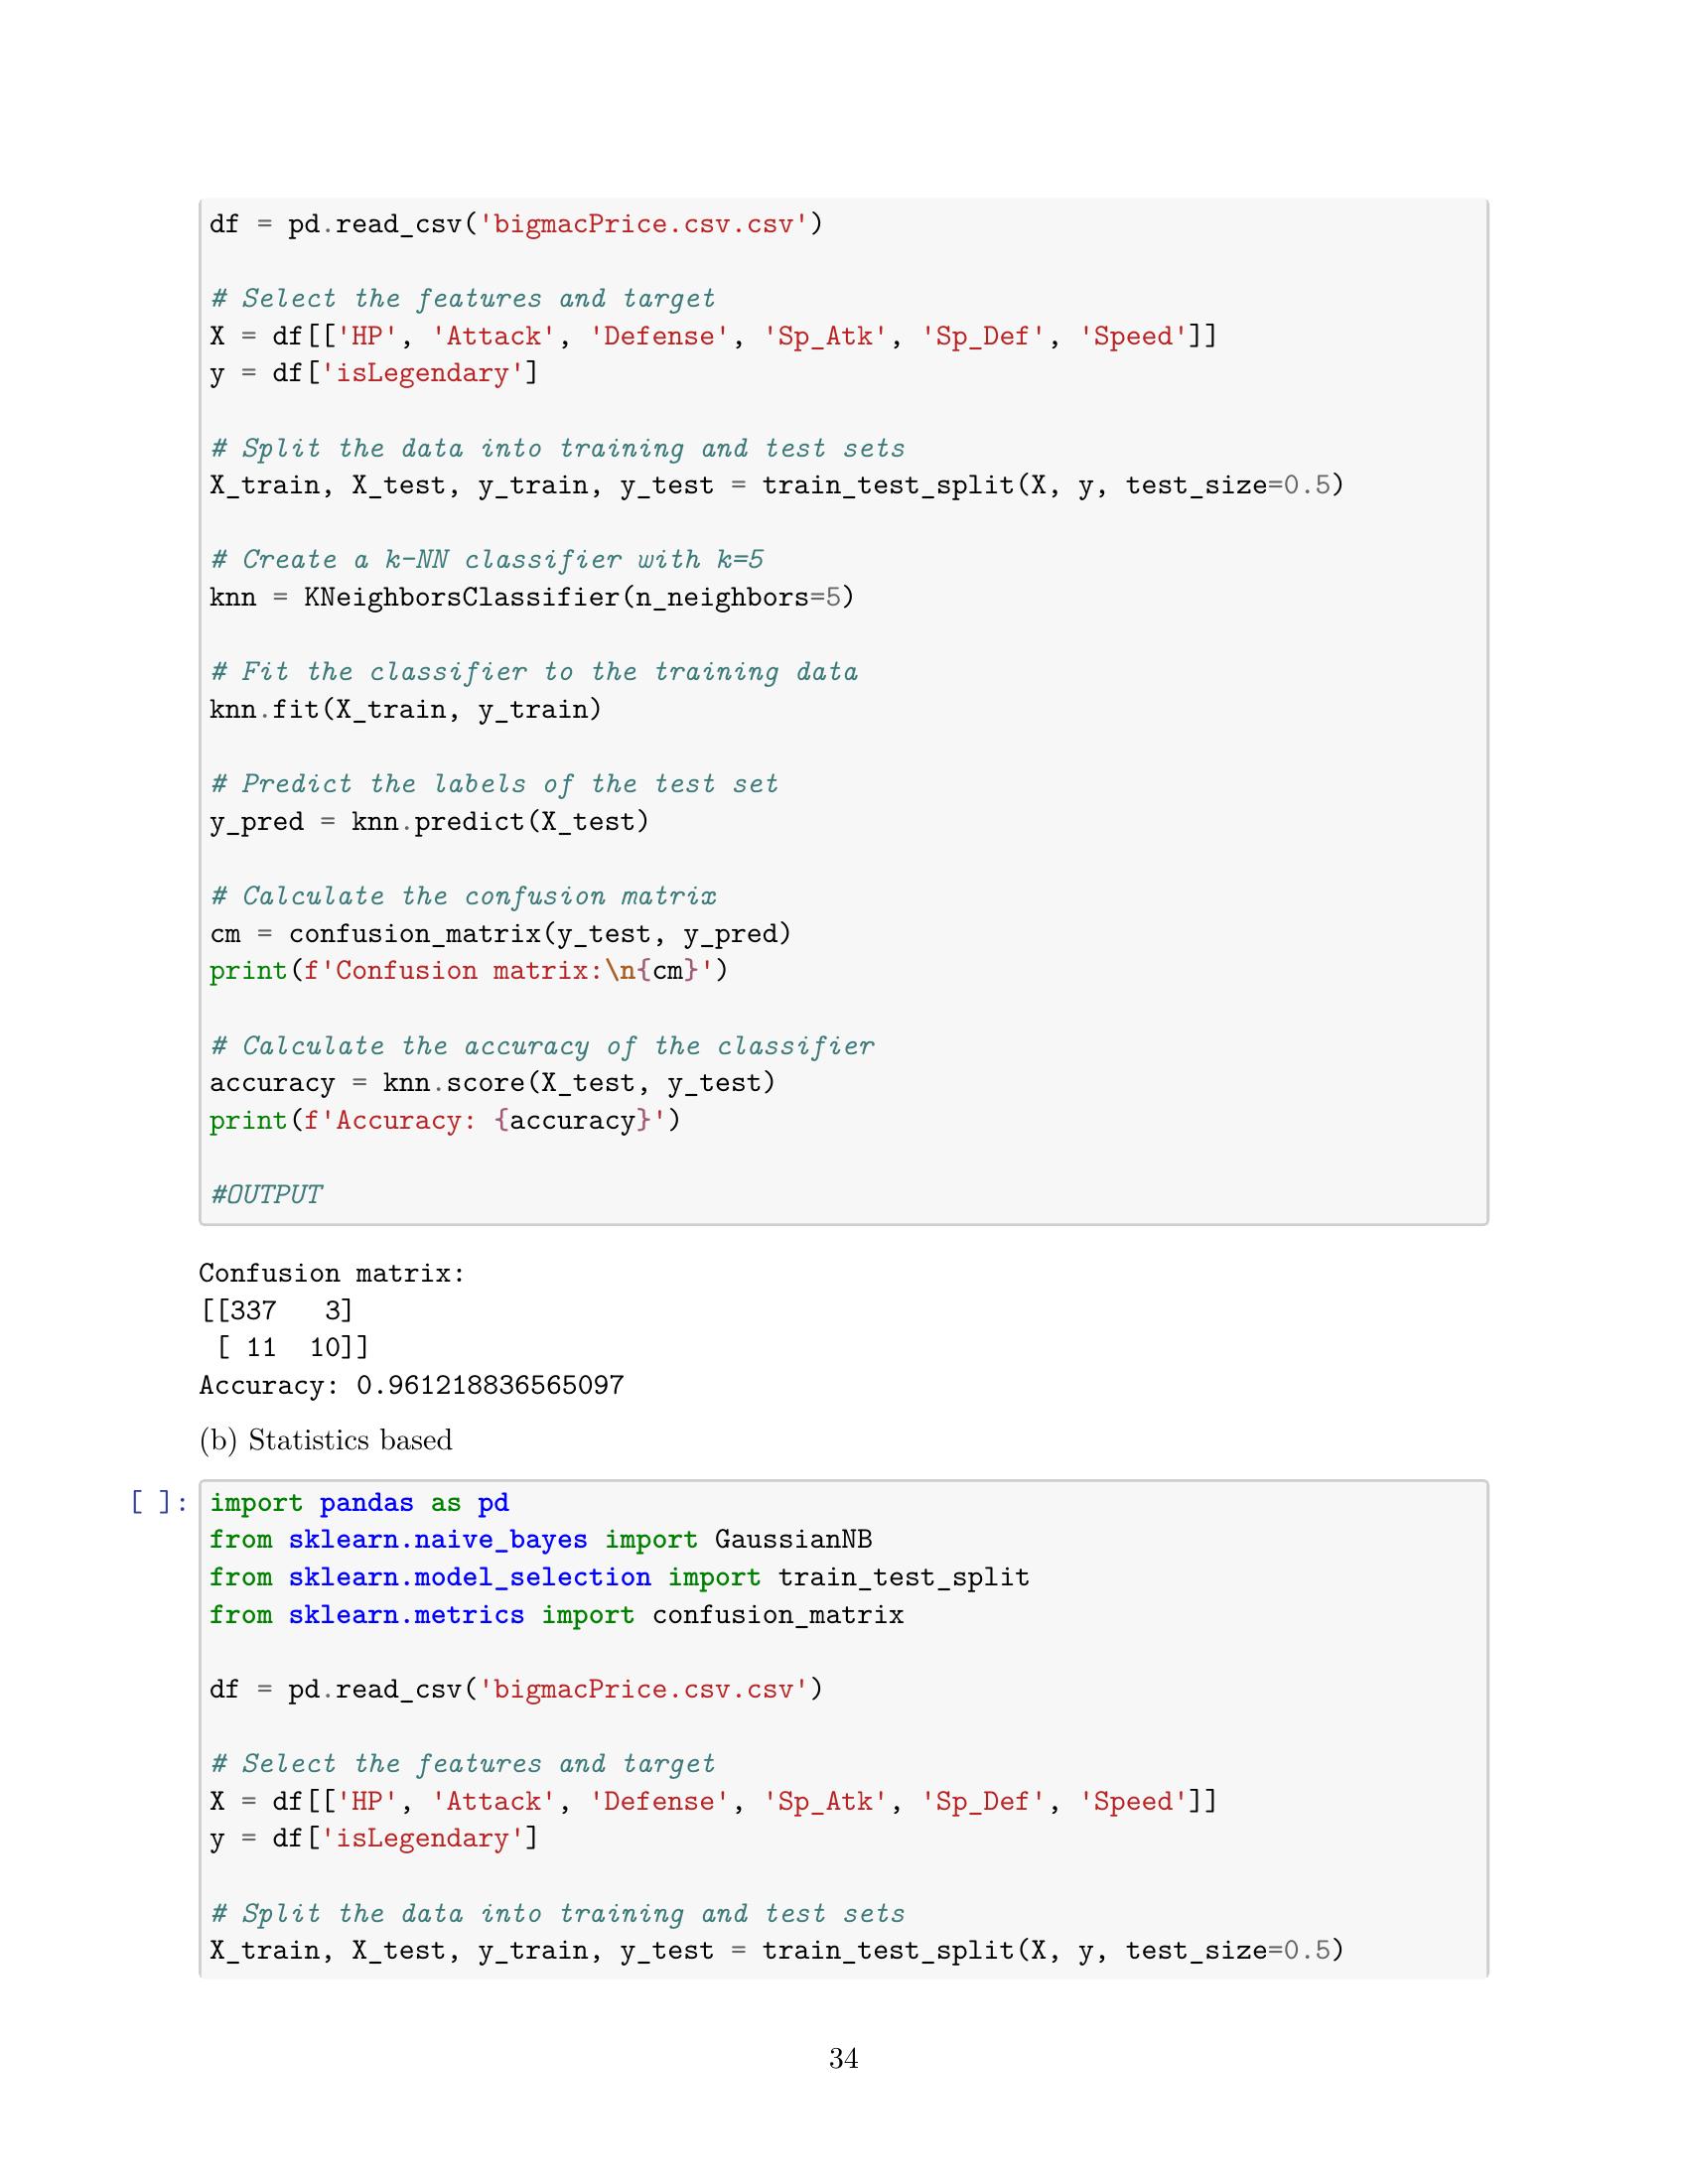 df = pd.read_csv('bigmacPrice.csv.csv')

# Select the features and target
X = df[['HP', 'Attack', 'Defense', 'Sp_Atk', 'Sp_Def', 'Speed']]
y = df['isLegendary']

# Split the data into training and test sets
X_train, X_test, y_train, y_test = train_test_split(X, y, test_size=0.5)

# Create a k-NN classifier with k=5
knn = KNeighborsClassifier(n_neighbors=5)

# Fit the classifier to the training data
knn.fit(X_train, y_train)

# Predict the labels of the test set
y_pred = knn.predict(X_test)

# Calculate the confusion matrix
cm = confusion_matrix(y_test, y_pred)
print(f'Confusion matrix:\n{cm}')

# Calculate the accuracy of the classifier
accuracy = knn.score(X_test, y_test)
print(f'Accuracy: {accuracy}')

#OUTPUT

Confusion matrix:
[[337   3]
 [ 11  10]]
Accuracy: 0.961218836565097
(b) Statistics based
[ ]: import pandas as pd
from sklearn.naive_bayes import GaussianNB
from sklearn.model_selection import train_test_split
from sklearn.metrics import confusion_matrix

df = pd.read_csv('bigmacPrice.csv.csv')

# Select the features and target
X = df[['HP', 'Attack', 'Defense', 'Sp_Atk', 'Sp_Def', 'Speed']]
y = df['isLegendary']

# Split the data into training and test sets
X_train, X_test, y_train, y_test = train_test_split(X, y, test_size=0.5)

34